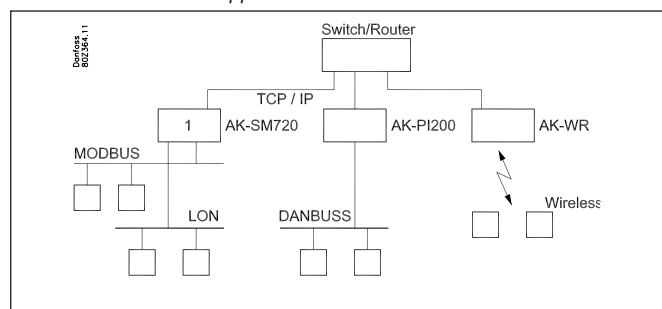 Danfoss
80Z364.11
Switch/Router
TCP / IP
1
AK-SM720
AK-PI200
AK-WR
MODBUS
Wireless
LON
DANBUSS